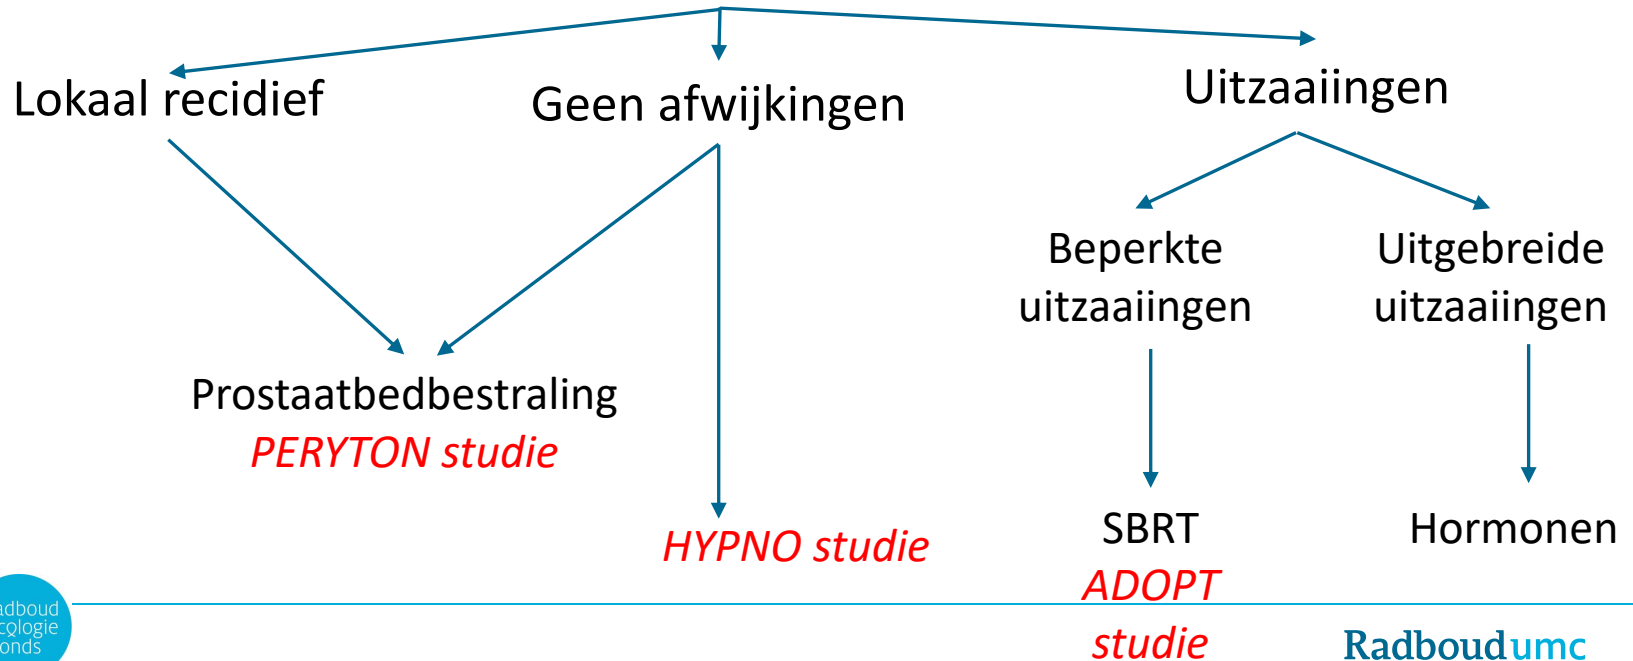 Lokaal recidief
Geen afwijkingen
Uitzaaiingen
Beperkte
uitzaaiingen
Uitgebreide
uitzaaiingen
Prostaatbedbestraling
PERYTON studie
HYPNO studie
SBRT
ADOPT
studie
Hormonen
Radboudumc